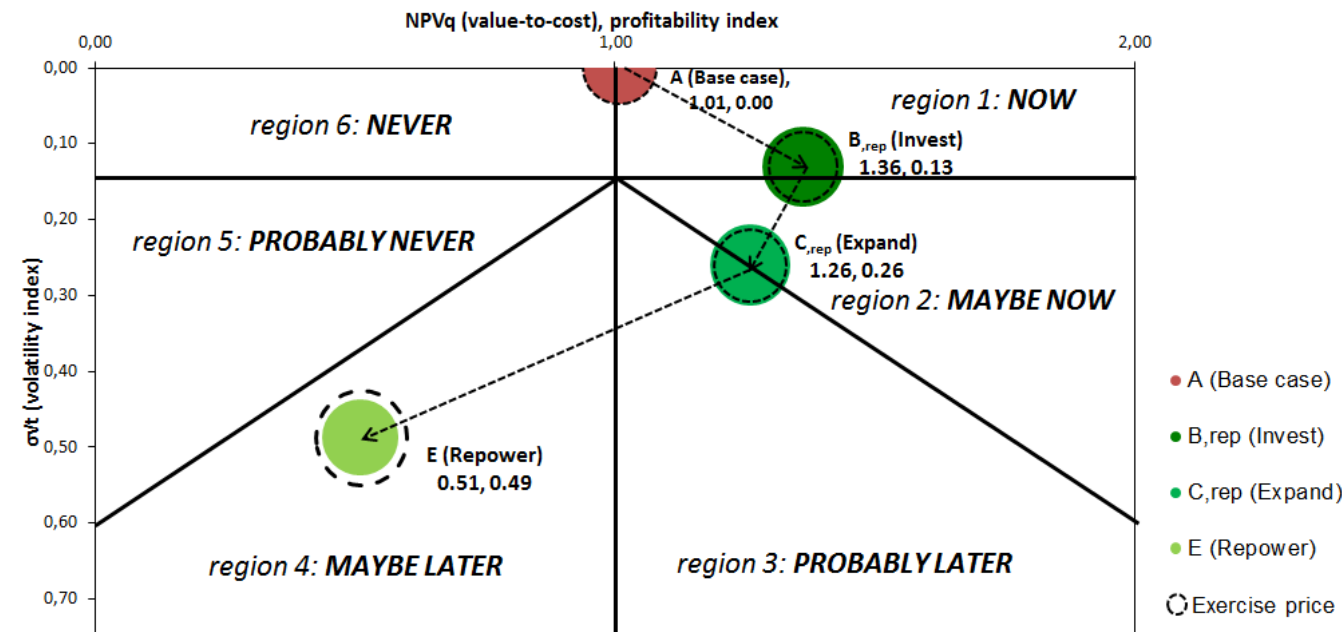 NPVq (value-to-cost), profitability index
0,00 1,00 2,00
0,00
0,10
0,20
0,30
0,40
0,50
0,60
0,70
σ√t (volatility index)
A (Base case),
1.01, 0.00
region 1: NOW
region 6: NEVER
B,rep (Invest)
1.36, 0.13
region 5: PROBABLY NEVER
C,rep (Expand)
1.26, 0.26
region 2: MAYBE NOW
E (Repower)
0.51, 0.49
region 4: MAYBE LATER
region 3: PROBABLY LATER
A (Base case)
B,rep (Invest)
C,rep (Expand)
E (Repower)
Exercise price